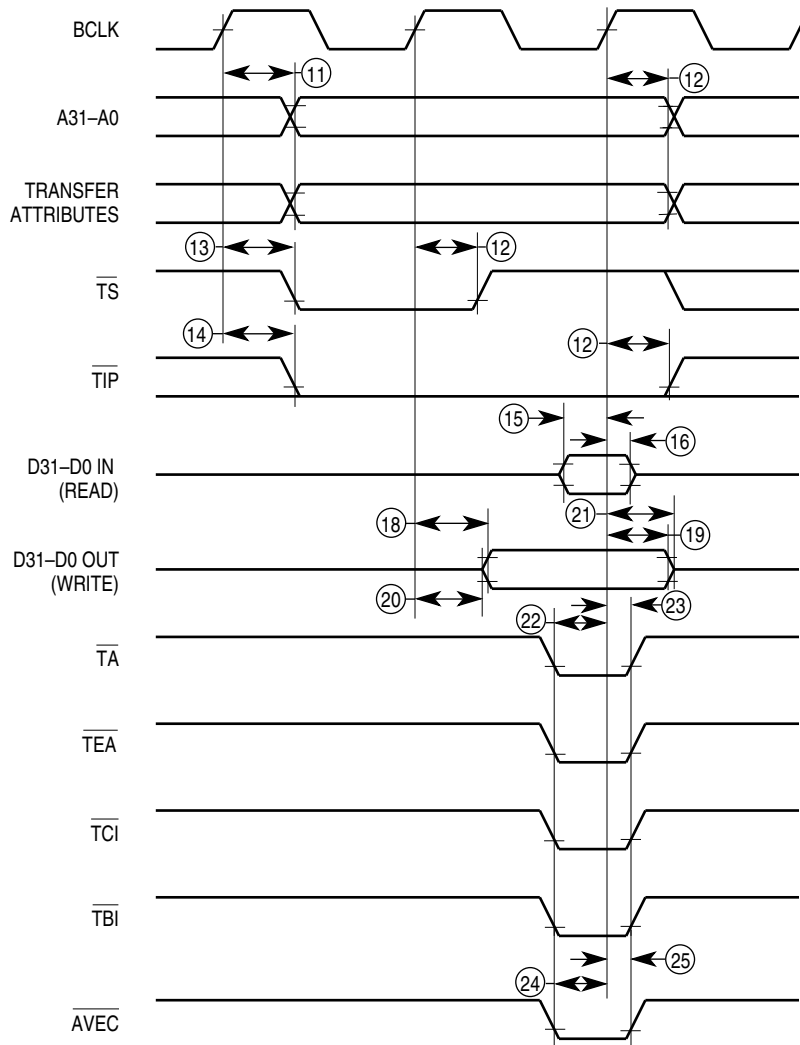 BCLK
11
12
A31–A0
TRANSFER
ATTRIBUTES
13
12
TS
14
12
TIP
15
16
D31–D0 IN
(READ)
21
18
19
D31–D0 OUT
(WRITE)
20
23
22
TA
TEA
TCI
TBI
25
24
AVEC